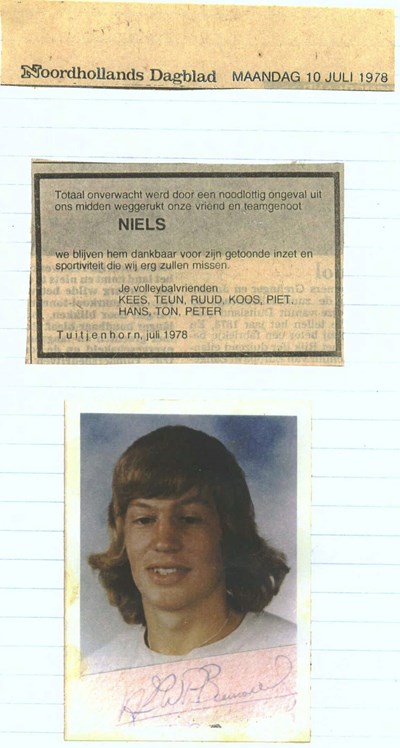 Noordhollands Dagblad MAANDAG 10 JULI 1978
Totaal onverwacht werd door een noodlottig ongeval uit
ons midden weggerukt onze vriend en teamgenoot
NIELS
we blijven hem dankbaar voor zijn getoonde inzet en
sportiviteit die wij erg zullen missen.
Je volleybalvrienden
KEES, TEUN, RUUD, KOOS, PIET,
HANS, TON, PETER
Tuitjenhorn, juli 1978